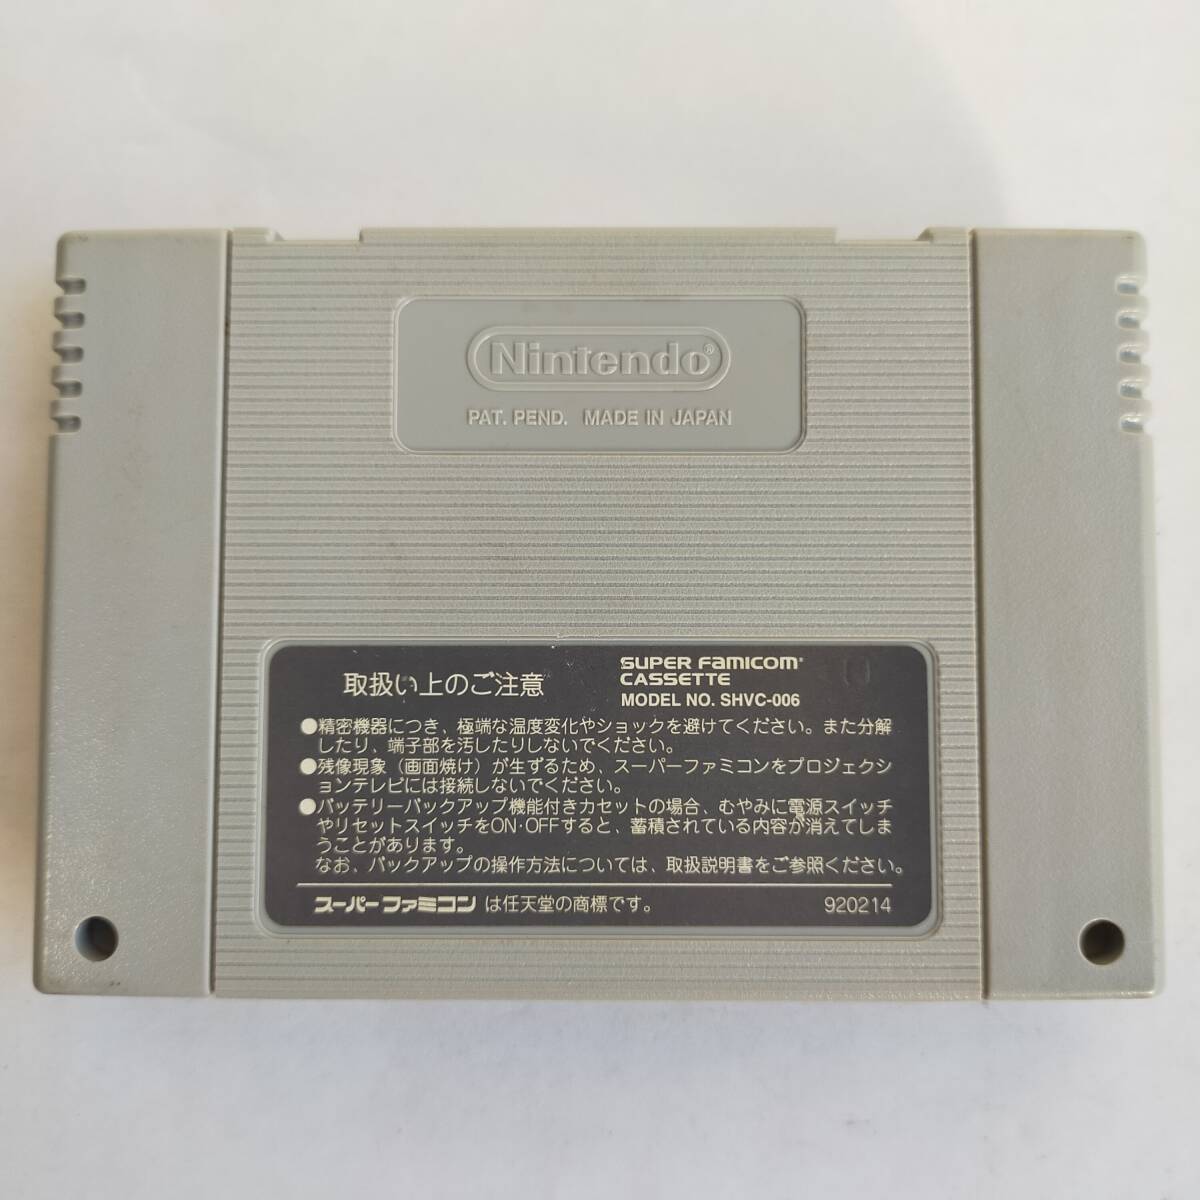 Nintendo®
PAT. PEND. MADE IN JAPAN
取扱い上のご注意
SUPER FAMICOM®
CASSETTE
MODEL NO. SHVC-006
●精密機器につき、極端な温度変化やショックを避けてください。また分解
したり、端子部を汚したりしないでください。
●残像現象（画面焼け）が生ずるため、スーパーファミコンをプロジェクシ
ョンテレビには接続しないでください。
●バッテリーバックアップ機能付きカセットの場合、むやみに電源スイッチ
やリセットスイッチをON・OFFすると、蓄積されている内容が消えてしま
うことがあります。
なお、バックアップの操作方法については、取扱説明書をご参照ください。
スーパーファミコン は任天堂の商標です。
920214